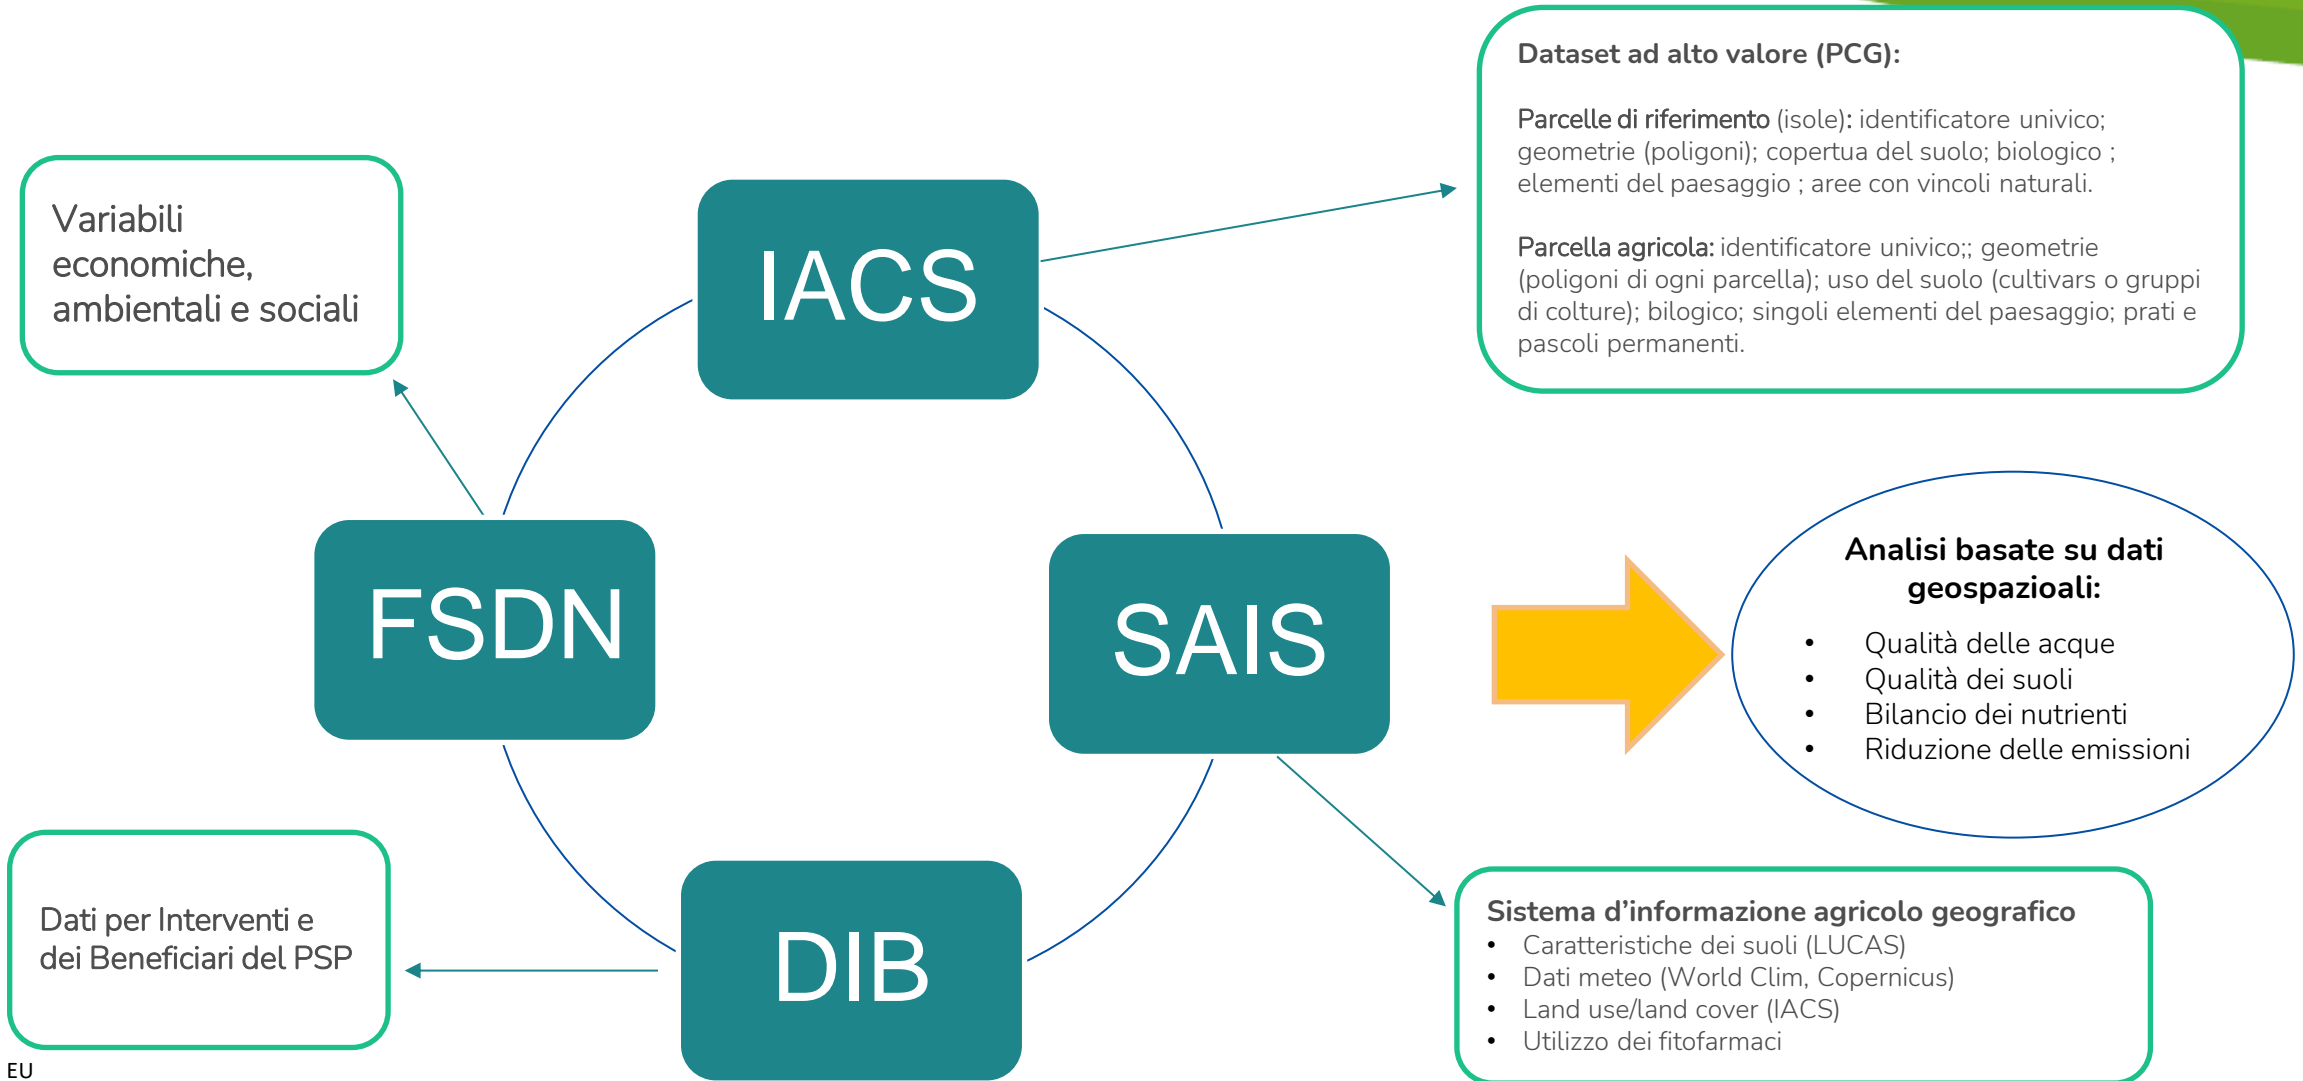 Dataset ad alto valore (PCG):
Parcelle di riferimento (isole): identificatore univico;
geometrie (poligoni); copertua del suolo; biologico ;
elementi del paesaggio ; aree con vincoli naturali.
Parcella agricola: identificatore univico;; geometrie
(poligoni di ogni parcella); uso del suolo (cultivars o gruppi
di colture); bilogico; singoli elementi del paesaggio; prati e
pascoli permanenti.
Variabili
economiche,
ambientali e sociali
IACS
FSDN
SAIS
DIB
Analisi basate su dati
geospazioali:
• Qualità delle acque
• Qualità dei suoli
• Bilancio dei nutrienti
• Riduzione delle emissioni
Dati per Interventi e
dei Beneficiari del PSP
Sistema d’informazione agricolo geografico
• Caratteristiche dei suoli (LUCAS)
• Dati meteo (World Clim, Copernicus)
• Land use/land cover (IACS)
• Utilizzo dei fitofarmaci
EU